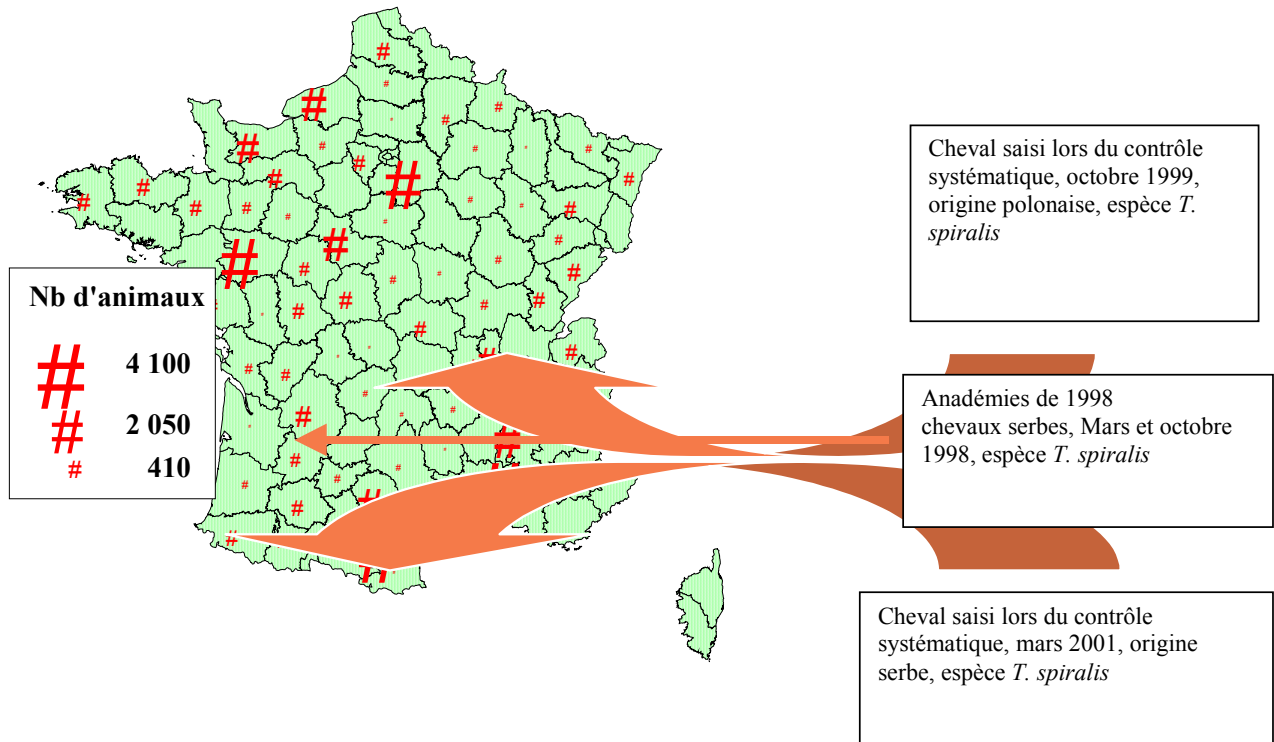 Nb d'animaux
# 4 100
# 2 050
# 410
Cheval saisi lors du contrôle
systématique, octobre 1999,
origine polonaise, espèce T.
spiralis
Anadémies de 1998
chevaux serbes, Mars et octobre
1998, espèce T. spiralis
Cheval saisi lors du contrôle
systématique, mars 2001, origine
serbe, espèce T. spiralis